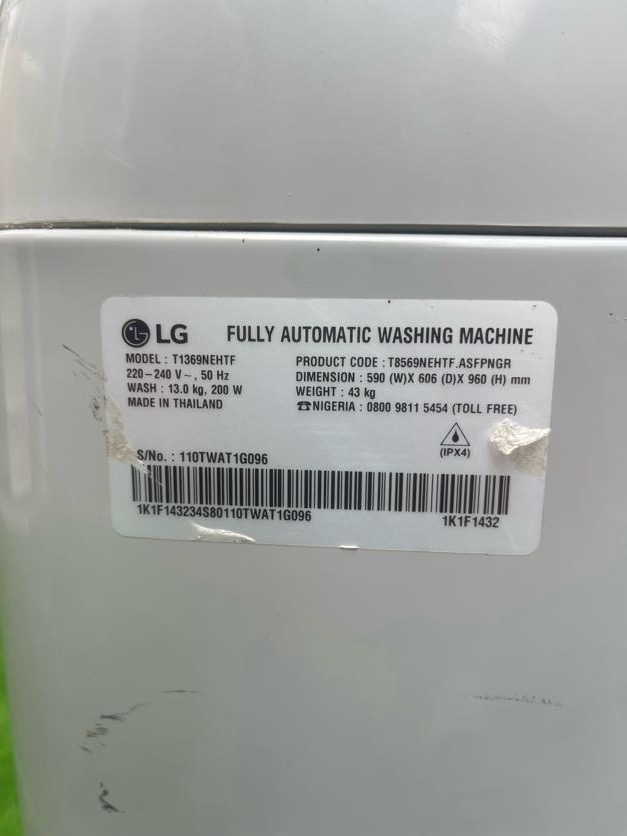 LG FULLY AUTOMATIC WASHING MACHINE
MODEL : T1369NEHTF
220-240 V~, 50 Hz
WASH : 13.0 kg, 200 W
MADE IN THAILAND
PRODUCT CODE : T8569NEHTF.ASFPNGR
DIMENSION : 590 (W)X 606 (D)X 960 (H) mm
WEIGHT : 43 kg
☎NIGERIA : 0800 9811 5454 (TOLL FREE)
(IPX4)
S/No. : 110TWAT1G096
1K1F143234S80110TWAT1G096 1K1F1432